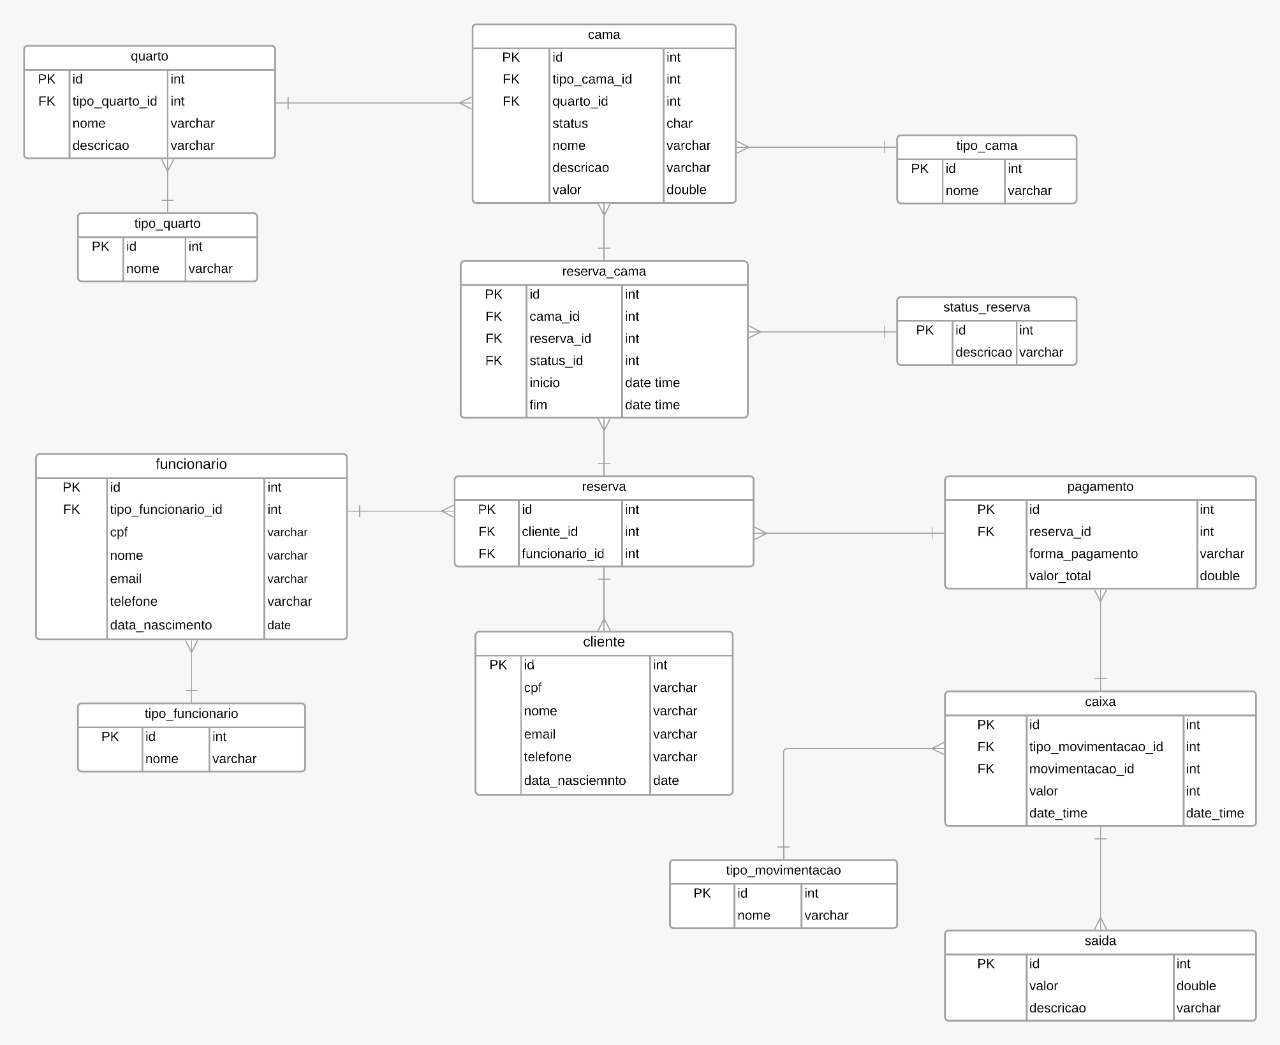 quarto
PK id int
FK tipo_quarto_id int
nome varchar
descricao varchar
tipo_quarto
PK id int
nome varchar
cama
PK id int
FK tipo_cama_id int
FK quarto_id int
status char
nome varchar
descricao varchar
valor double
tipo_cama
PK id int
nome varchar
reserva_cama
PK id int
FK cama_id int
FK reserva_id int
FK status_id int
inicio date time
fim date time
status_reserva
PK id int
descricao varchar
funcionario
PK id int
FK tipo_funcionario_id int
cpf varchar
nome varchar
email varchar
telefone varchar
data_nascimento date
tipo_funcionario
PK id int
nome varchar
reserva
PK id int
FK cliente_id int
FK funcionario_id int
cliente
PK id int
cpf varchar
nome varchar
email varchar
telefone varchar
data_nasciemnto date
pagamento
PK id int
FK reserva_id int
forma_pagamento varchar
valor_total double
caixa
PK id int
FK tipo_movimentacao_id int
FK movimentacao_id int
valor int
date_time date_time
tipo_movimentacao
PK id int
nome varchar
saida
PK id int
valor double
descricao varchar